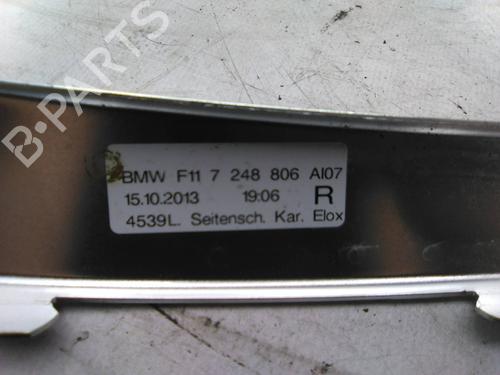 B-PARTS
BMW F11 7 248 806 AI07
15.10.2013 19:06 R
4539L. Seitensch. Kar. Elox